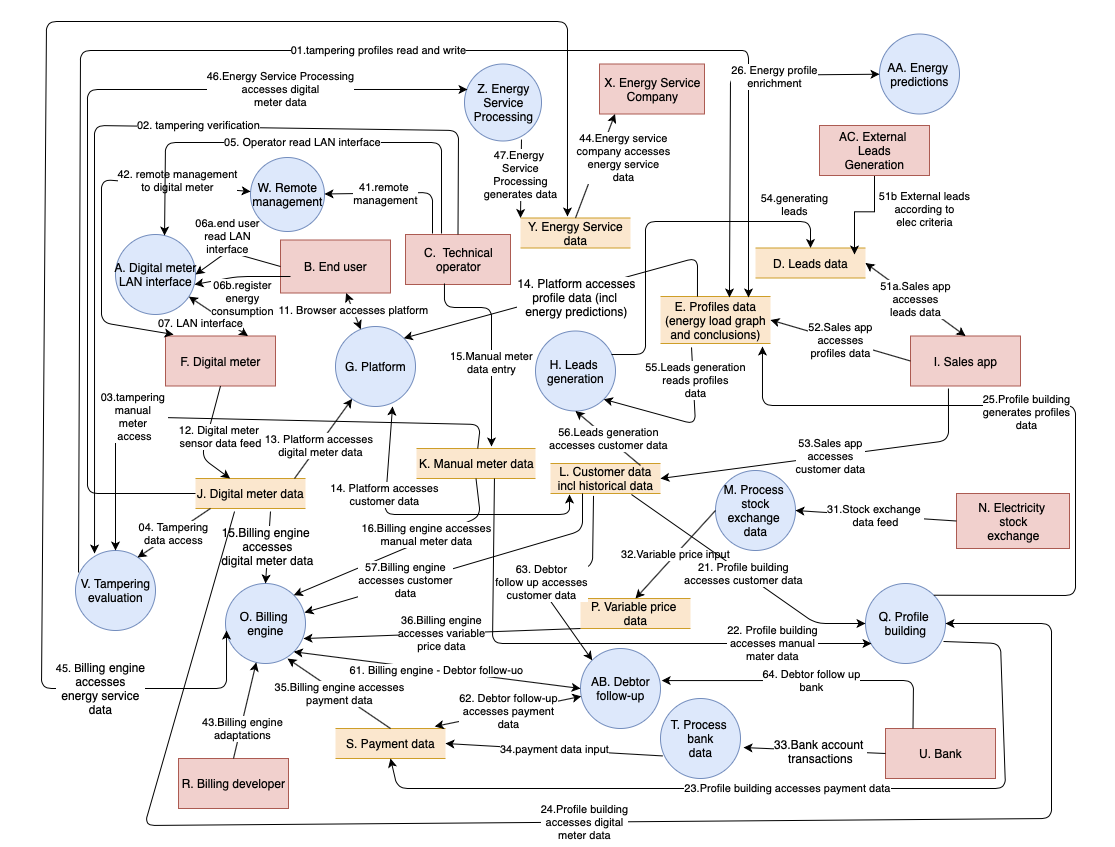 01.tampering profiles read and write
46.Energy Service Processing
accesses digital
meter data
Z. Energy
Service
Processing
X. Energy Service
Company
26. Energy profile
enrichment
AA. Energy
predictions
02. tampering verification
05. Operator read LAN interface
47.Energy
Service
Processing
generates data
44.Energy service
company accesses
energy service
data
AC. External
Leads
Generation
42. remote management
to digital meter
W. Remote
management
41.remote
management
54.generating
leads
51b External leads
according to
elec criteria
06a.end user
read LAN
interface
Y. Energy Service
data
C.  Technical
operator
B. End user
A. Digital meter
LAN interface
D. Leads data
06b.register
energy
consumption
14. Platform accesses
profile data (incl
energy predictions)
51a.Sales app
accesses
leads data
11. Browser accesses platform
E. Profiles data
(energy load graph
and conclusions)
07. LAN interface
52.Sales app
accesses
profiles data
F. Digital meter
G. Platform
15.Manual meter
data entry
H. Leads
generation
55.Leads generation
reads profiles
data
I. Sales app
03.tampering
manual
meter
access
25.Profile building
generates profiles
data
12. Digital meter
sensor data feed
13. Platform accesses
digital meter data
56.Leads generation
accesses customer data
53.Sales app
accesses
customer data
K. Manual meter data
L. Customer data
incl historical data
J. Digital meter data
14. Platform accesses
customer data
M. Process
stock
exchange
data
31.Stock exchange
data feed
N. Electricity
stock
exchange
04. Tampering
data access
15.Billing engine
accesses
digital meter data
16.Billing engine accesses
manual meter data
32.Variable price input
57.Billing engine
accesses customer
data
63. Debtor
follow up accesses
customer data
21. Profile building
accesses customer data
V. Tampering
evaluation
O. Billing
engine
P. Variable price
data
Q. Profile
building
36.Billing engine
accesses variable
price data
22. Profile building
accesses manual
mater data
45. Billing engine
accesses
energy service
data
61. Billing engine - Debtor follow-uo
AB. Debtor
follow-up
64. Debtor follow up
bank
35.Billing engine accesses
payment data
62. Debtor follow-up
accesses payment
data
43.Billing engine
adaptations
S. Payment data
34.payment data input
T. Process
bank
data
33.Bank account
transactions
U. Bank
R. Billing developer
23.Profile building accesses payment data
24.Profile building
accesses digital
meter data